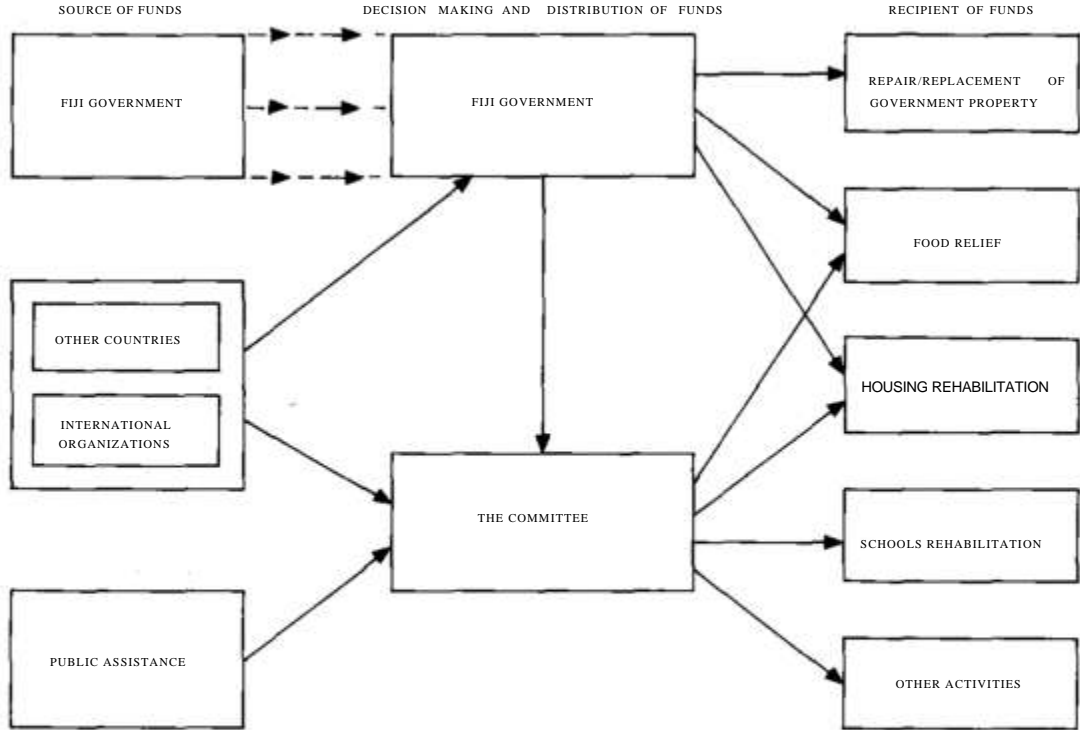 SOURCE OF FUNDS
DECISION MAKING AND DISTRIBUTION OF FUNDS
RECIPIENT OF FUNDS
FIJI GOVERNMENT
FIJI GOVERNMENT
REPAIR/REPLACEMENT OF
GOVERNMENT PROPERTY
FOOD RELIEF
OTHER COUNTRIES
INTERNATIONAL
ORGANIZATIONS
HOUSING REHABILITATION
THE COMMITTEE
SCHOOLS REHABILITATION
PUBLIC ASSISTANCE
OTHER ACTIVITIES